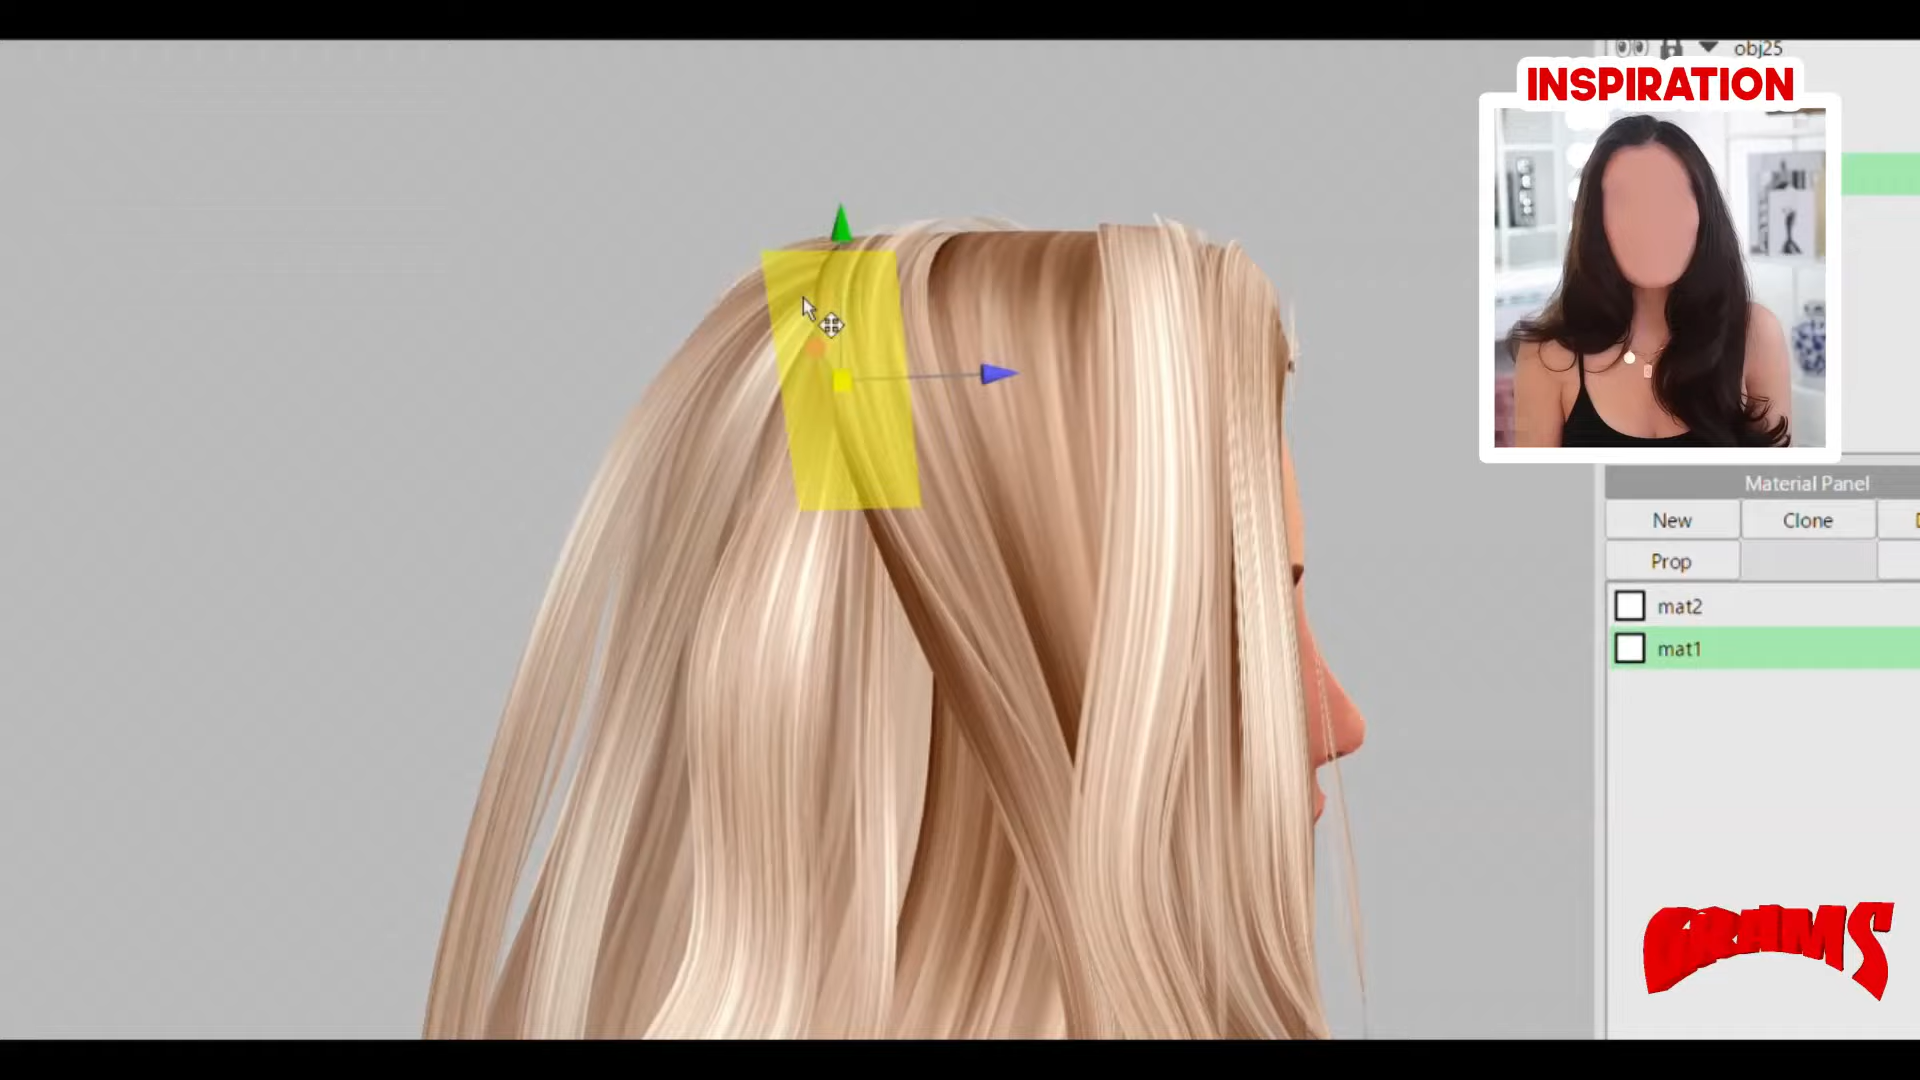 obj25
INSPIRATION
Material Panel
New
Clone
Prop
mat2
mat1
GRAMS